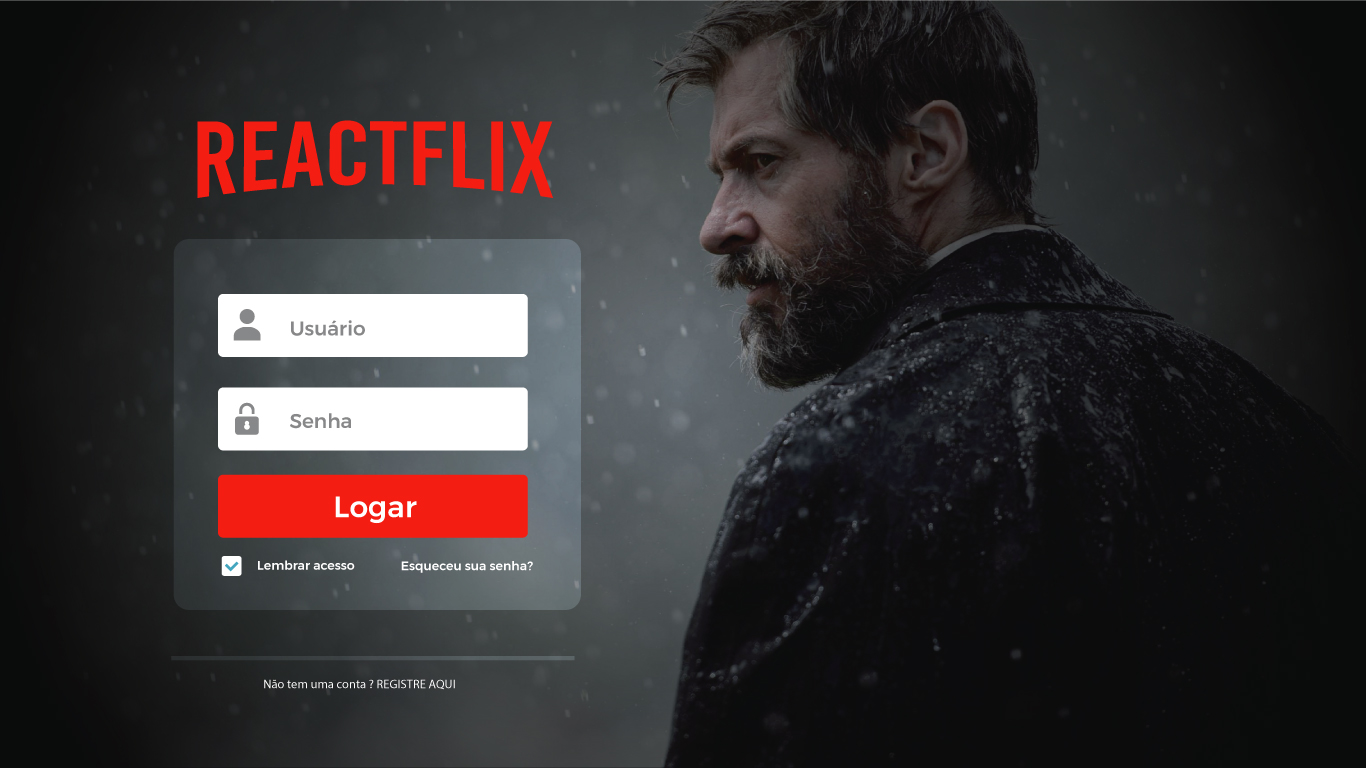 REACTFLIX
Usuário
Senha
Logar
Lembrar acesso
Esqueceu sua senha?
Não tem uma conta ? REGISTRE AQUI